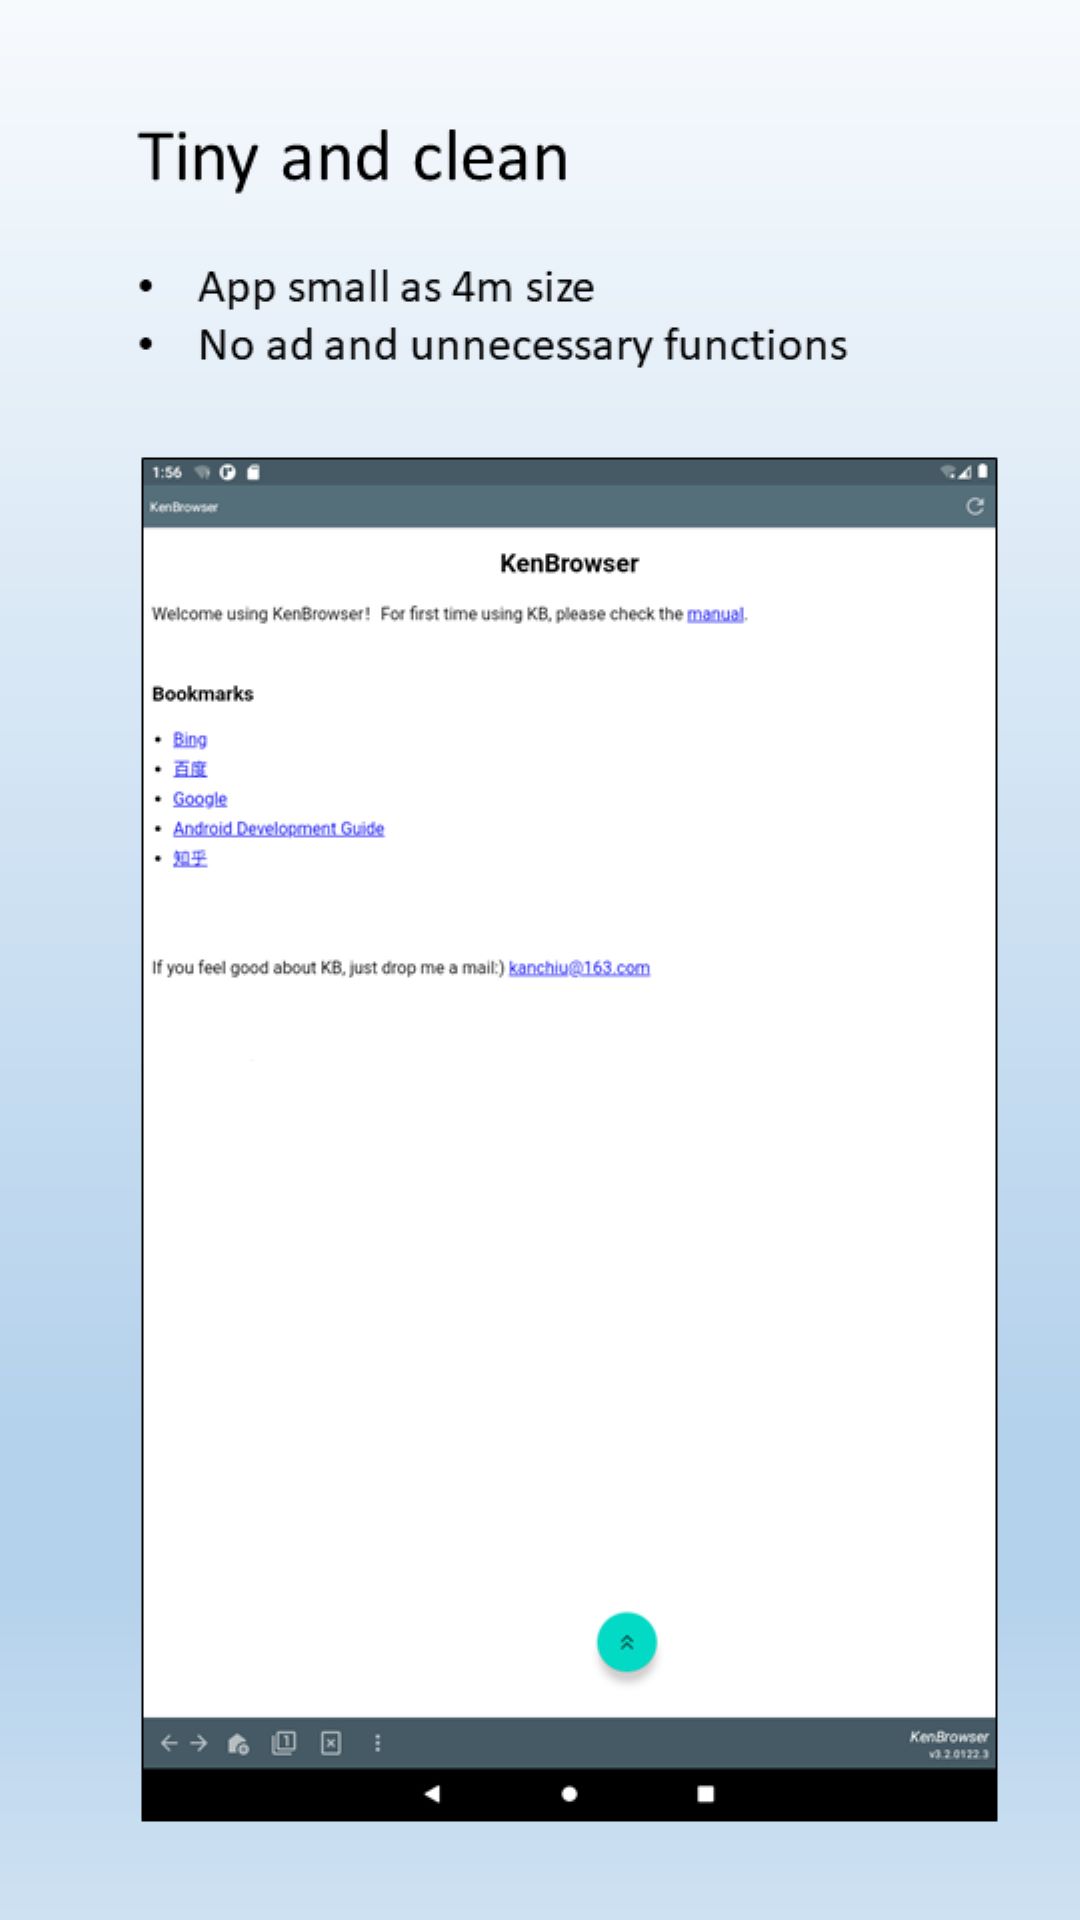 Tiny and clean
• App small as 4m size
• No ad and unnecessary functions
1:56
KenBrowser
KenBrowser
Welcome using KenBrowser! For first time using KB, please check the manual.
Bookmarks
• Bing
• 百度
• Google
• Android Development Guide
• 知乎
If you feel good about KB, just drop me a mail:) kanchiu@163.com
1
KenBrowser
v3.2.0122.3